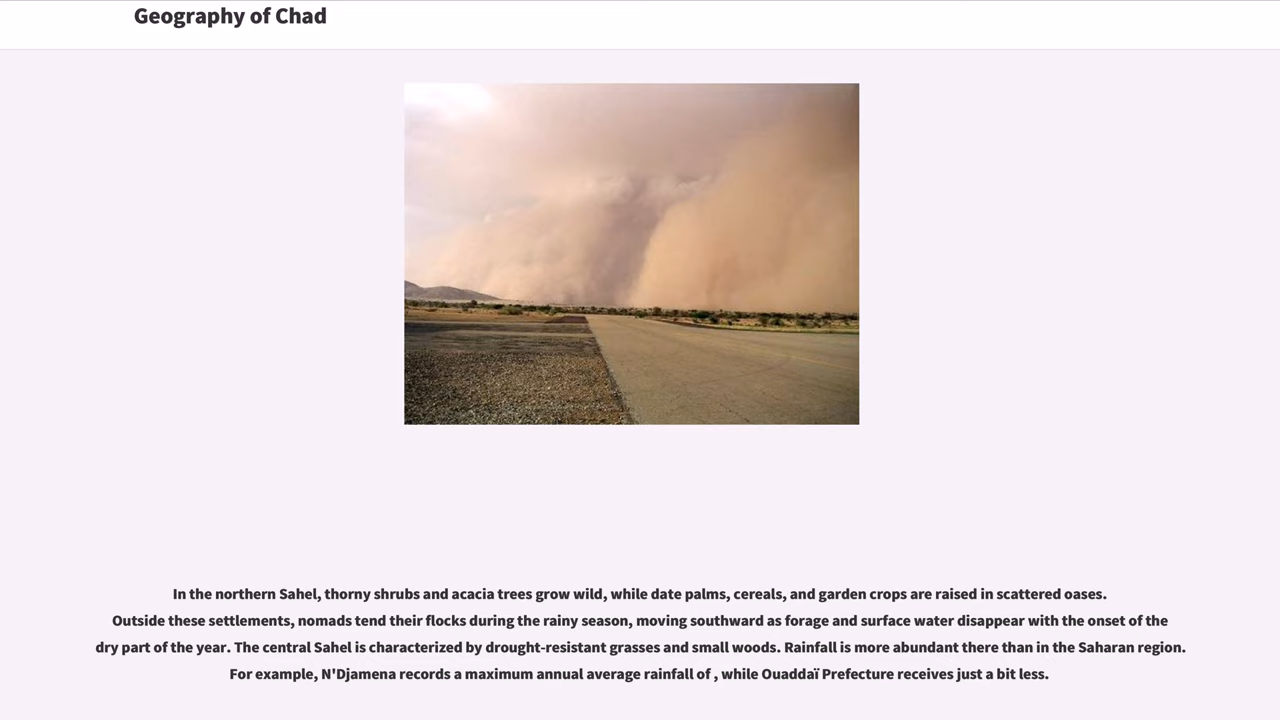 Geography of Chad
In the northern Sahel, thorny shrubs and acacia trees grow wild, while date palms, cereals, and garden crops are raised in scattered oases.
Outside these settlements, nomads tend their flocks during the rainy season, moving southward as forage and surface water disappear with the onset of the
dry part of the year. The central Sahel is characterized by drought-resistant grasses and small woods. Rainfall is more abundant there than in the Saharan region.
For example, N'Djamena records a maximum annual average rainfall of , while Ouaddaï Prefecture receives just a bit less.